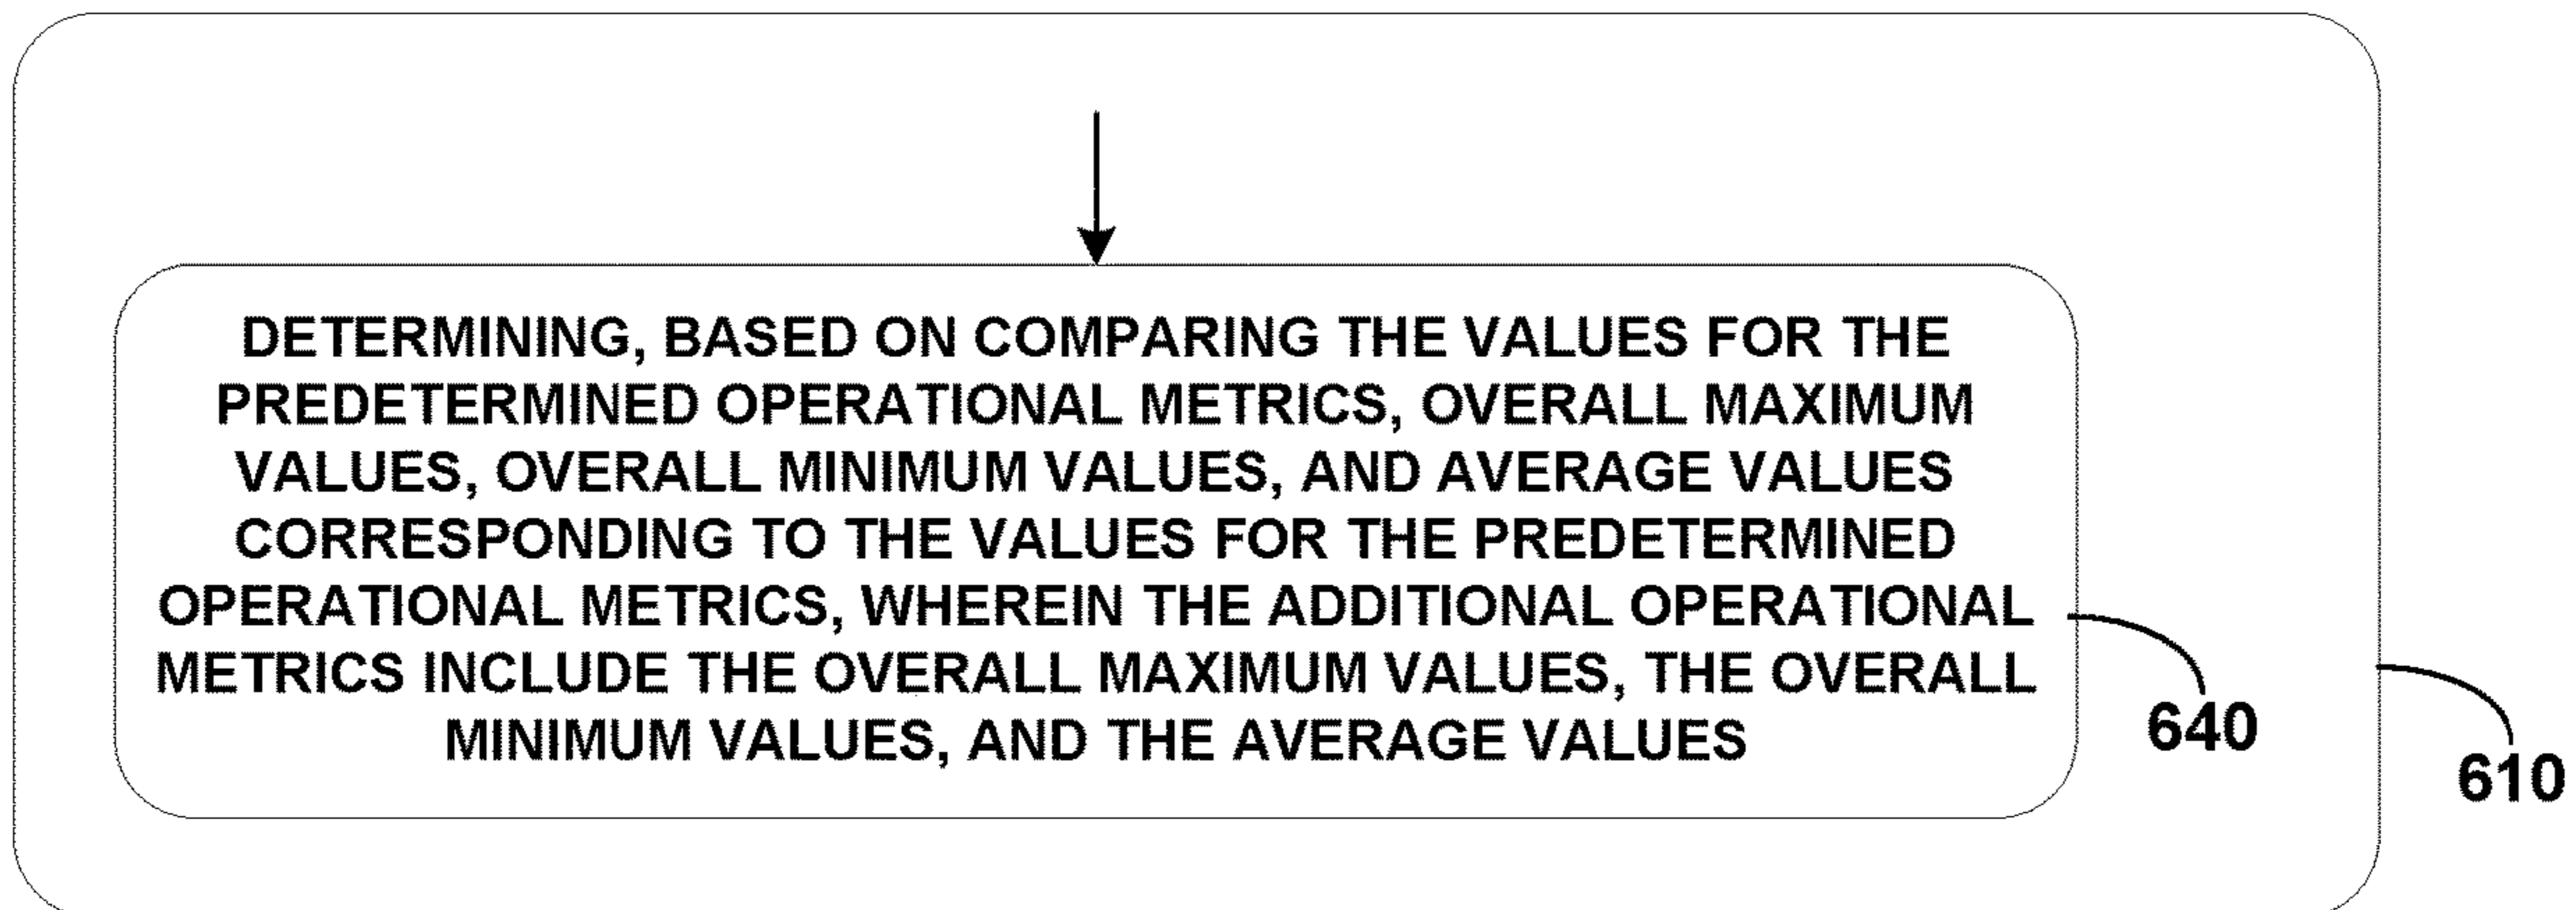 DETERMINING, BASED ON COMPARING THE VALUES FOR THE
PREDETERMINED OPERATIONAL METRICS, OVERALL MAXIMUM
VALUES, OVERALL MINIMUM VALUES, AND AVERAGE VALUES
CORRESPONDING TO THE VALUES FOR THE PREDETERMINED
OPERATIONAL METRICS, WHEREIN THE ADDITIONAL OPERATIONAL
METRICS INCLUDE THE OVERALL MAXIMUM VALUES, THE OVERALL
MINIMUM VALUES, AND THE AVERAGE VALUES
640
610